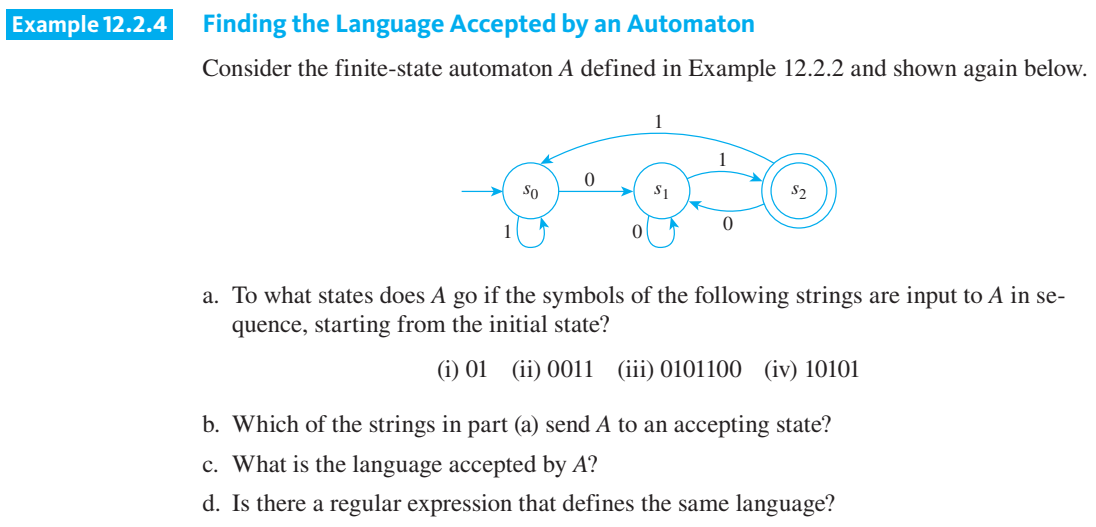 Example 12.2.4 Finding the Language Accepted by an Automaton
Consider the finite-state automaton A defined in Example 12.2.2 and shown again below.
1
1
s0 0 s1 s2
1 0 0
a. To what states does A go if the symbols of the following strings are input to A in se-
quence, starting from the initial state?
(i) 01 (ii) 0011 (iii) 0101100 (iv) 10101
b. Which of the strings in part (a) send A to an accepting state?
c. What is the language accepted by A?
d. Is there a regular expression that defines the same language?